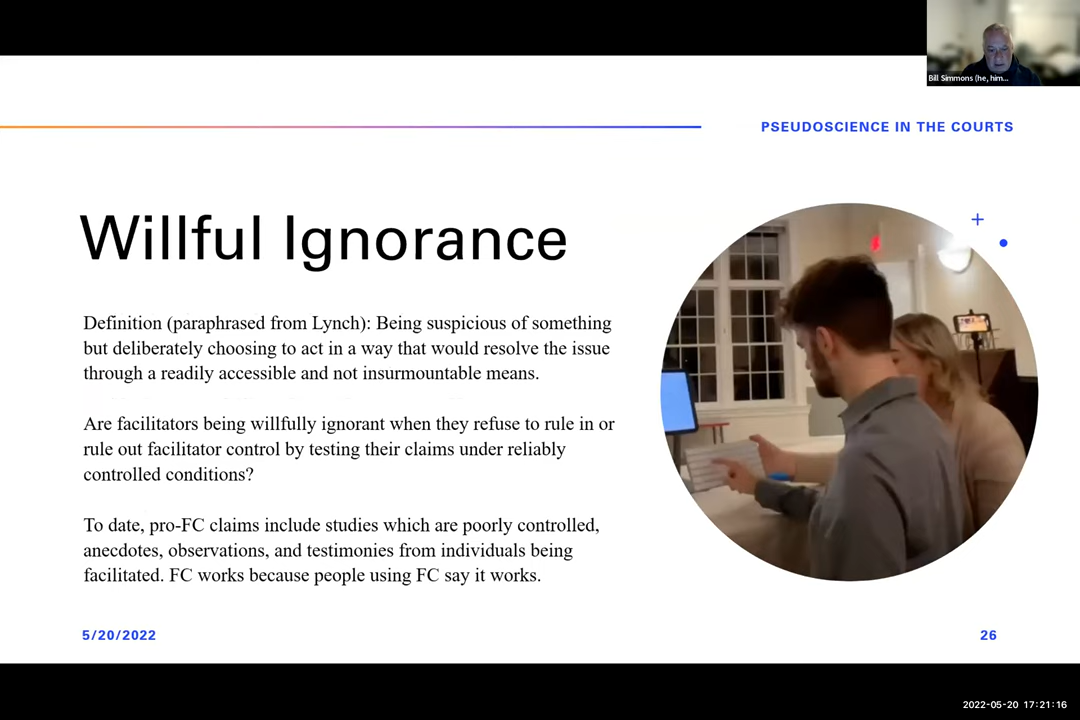 Bill Simmons (he, him...
PSEUDOSCIENCE IN THE COURTS
Willful Ignorance
Definition (paraphrased from Lynch): Being suspicious of something
but deliberately choosing to act in a way that would resolve the issue
through a readily accessible and not insurmountable means.
Are facilitators being willfully ignorant when they refuse to rule in or
rule out facilitator control by testing their claims under reliably
controlled conditions?
To date, pro-FC claims include studies which are poorly controlled,
anecdotes, observations, and testimonies from individuals being
facilitated. FC works because people using FC say it works.
5/20/2022
26
2022-05-20 17:21:16